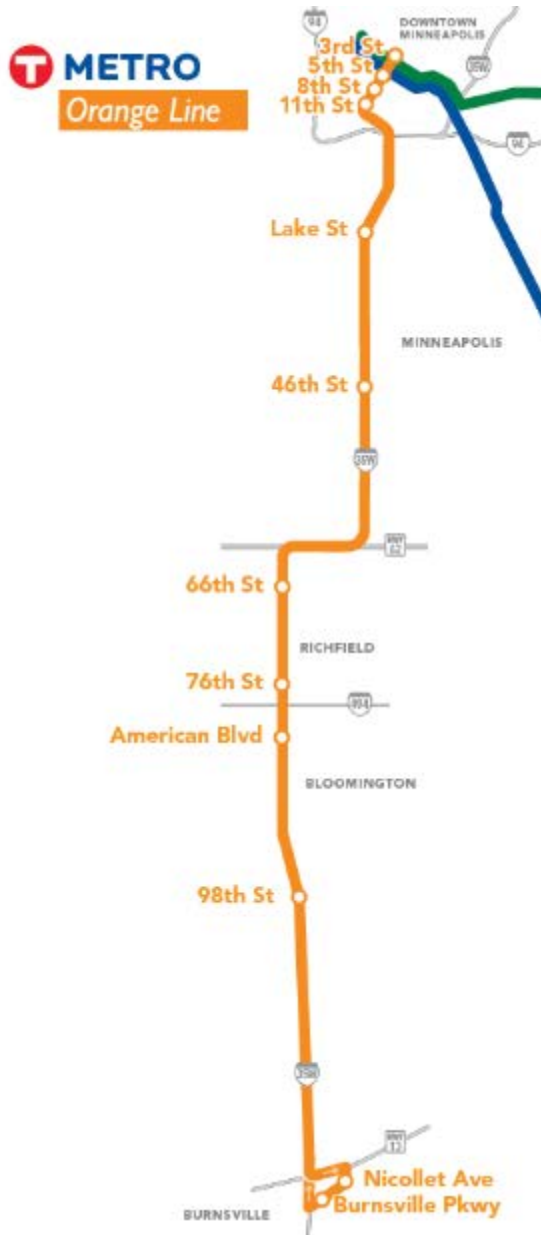 94
DOWNTOWN
MINNEAPOLIS
T METRO
Orange Line
3rd St
5th St
8th St
11th St
35W
94
Lake St
MINNEAPOLIS
46th St
35W
HWY
62
66th St
RICHFIELD
76th St
494
American Blvd
BLOOMINGTON
98th St
35W
HWY
13
Nicollet Ave
Burnsville Pkwy
BURNSVILLE